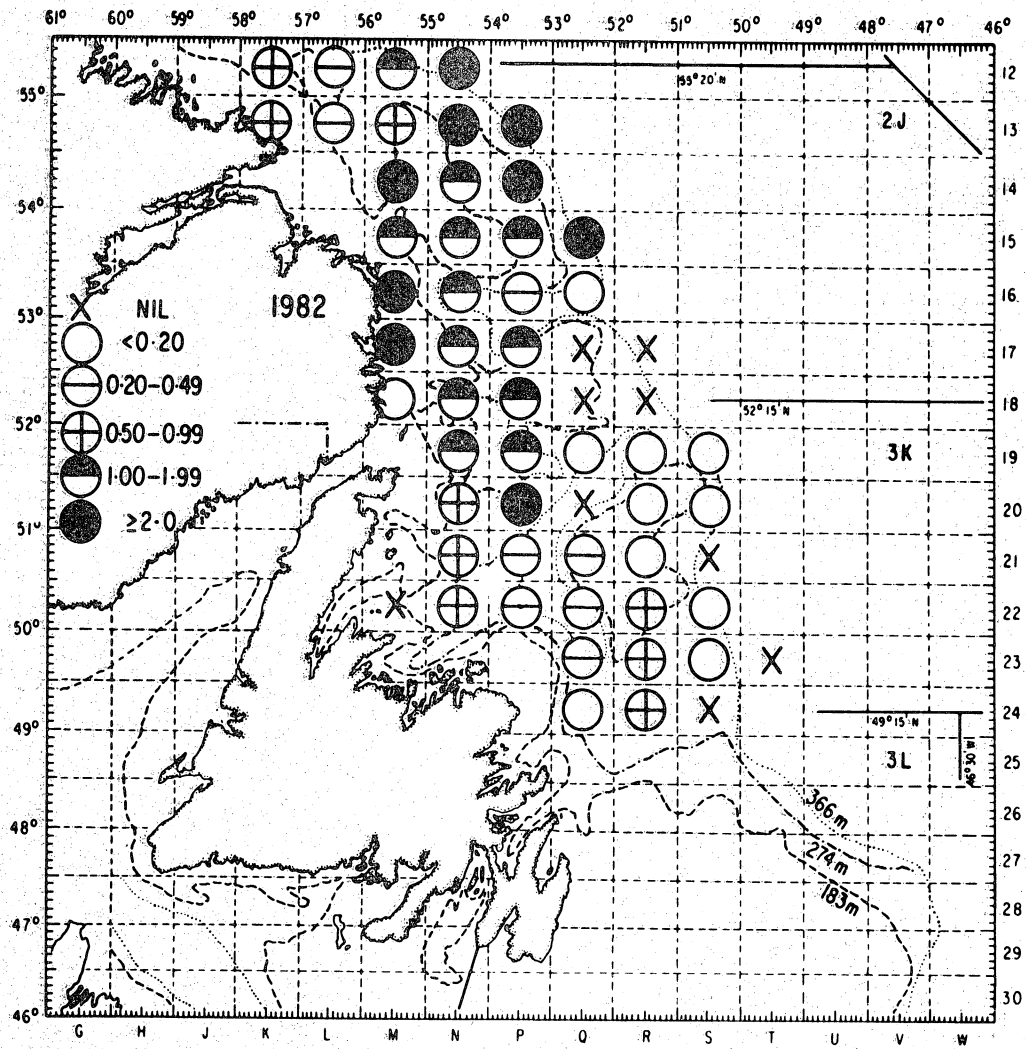 61° 60° 59° 58° 57° 56° 55° 54° 53° 52° 51° 50° 49° 48° 47° 46°
12
55°20'N
55°
2J
13
14
54°
15
NIL
1982
16
53°
<0·20
17
0·20-0·49
18
52°15'N
52°
0·50-0·99
3K
19
1·00-1·99
20
≥2·0
51°
21
22
50°
23
24
49°15'N
49°
46°30'W
3L
25
366m
26
48°
274m
27
183m
28
47°
29
30
46°
G H J K L M N P Q R S T U V W